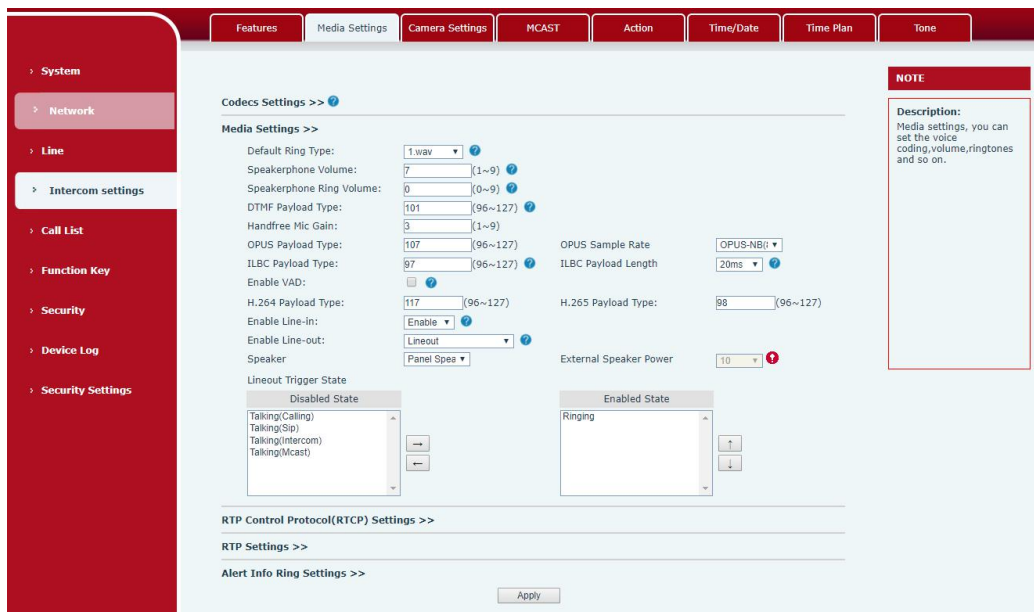 Features Media Settings Camera Settings MCAST Action Time/Date Time Plan Tone
› System
› Network
› Line
› Intercom settings
› Call List
› Function Key
› Security
› Device Log
› Security Settings
Codecs Settings >> ?
Media Settings >>
Default Ring Type: 1.wav ?
Speakerphone Volume: 7 (1~9) ?
Speakerphone Ring Volume: 0 (0~9) ?
DTMF Payload Type: 101 (96~127) ?
Handfree Mic Gain: 3 (1~9)
OPUS Payload Type: 107 (96~127) OPUS Sample Rate OPUS-NB(
ILBC Payload Type: 97 (96~127) ? ILBC Payload Length 20ms ?
Enable VAD: ?
H.264 Payload Type: 117 (96~127) H.265 Payload Type: 98 (96~127)
Enable Line-in: Enable ?
Enable Line-out: Lineout ?
Speaker Panel Spea External Speaker Power 10
Lineout Trigger State
Disabled State Enabled State
Talking(Calling) Ringing
Talking(Sip)
Talking(Intercom)
Talking(Mcast)
→ ↑
← ↓
RTP Control Protocol(RTCP) Settings >>
RTP Settings >>
Alert Info Ring Settings >>
Apply
NOTE
Description:
Media settings, you can
set the voice
coding,volume,ringtones
and so on.